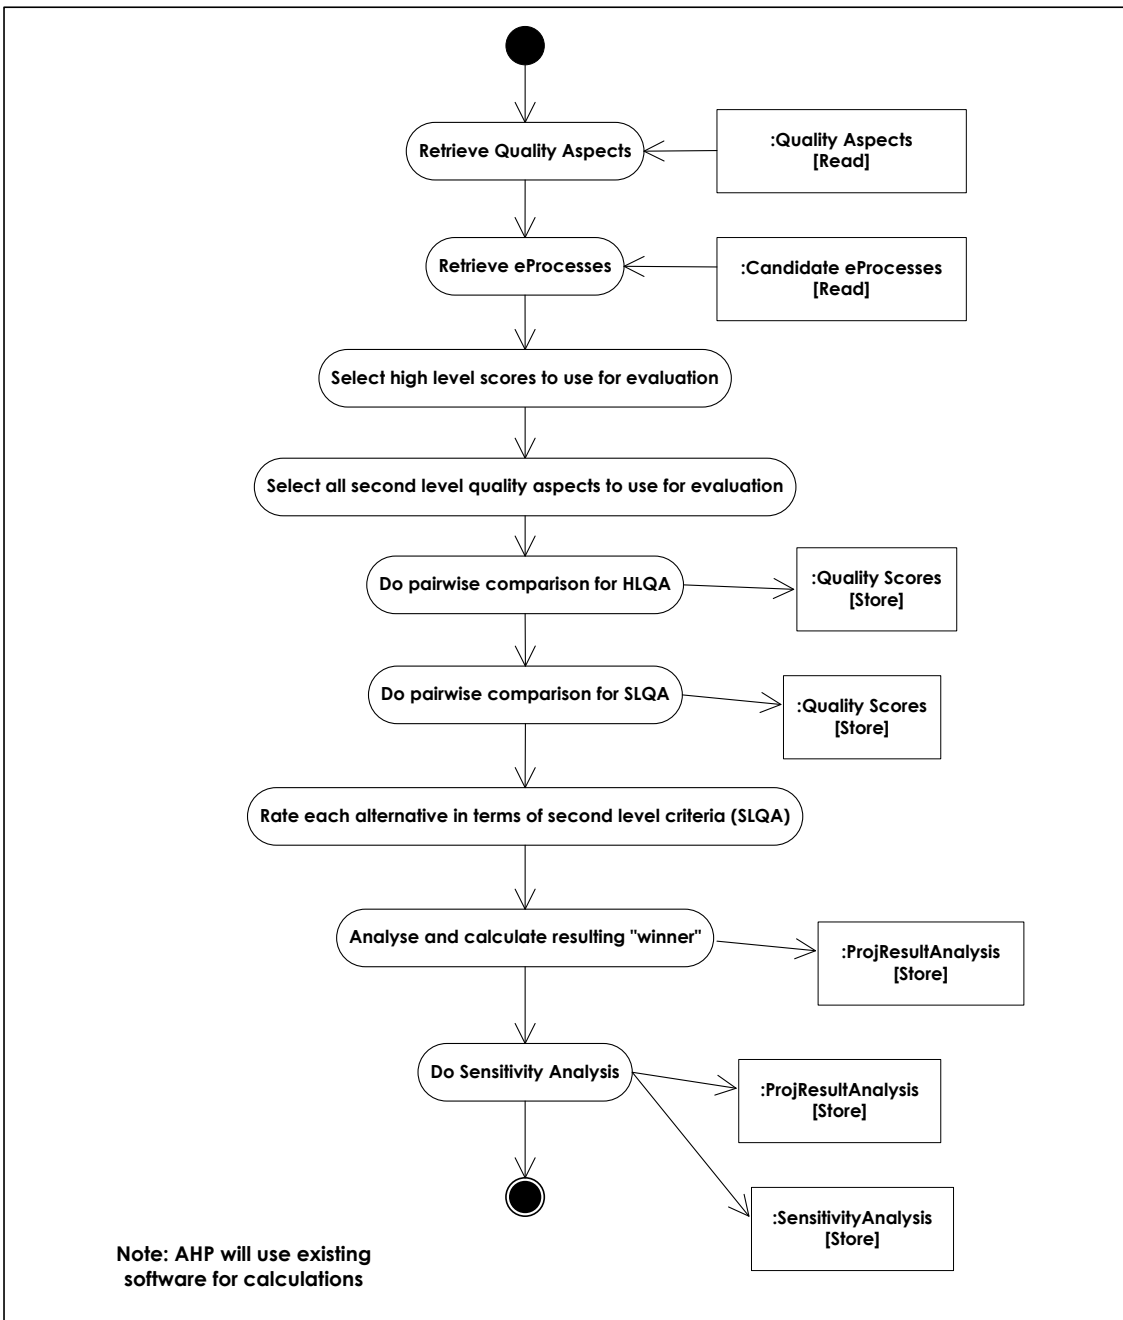 Retrieve Quality Aspects
:Quality Aspects
[Read]
Retrieve eProcesses
:Candidate eProcesses
[Read]
Select high level scores to use for evaluation
Select all second level quality aspects to use for evaluation
Do pairwise comparison for HLQA
:Quality Scores
[Store]
Do pairwise comparison for SLQA
:Quality Scores
[Store]
Rate each alternative in terms of second level criteria (SLQA)
Analyse and calculate resulting "winner"
:ProjResultAnalysis
[Store]
Do Sensitivity Analysis
:ProjResultAnalysis
[Store]
:SensitivityAnalysis
[Store]
Note: AHP will use existing
software for calculations